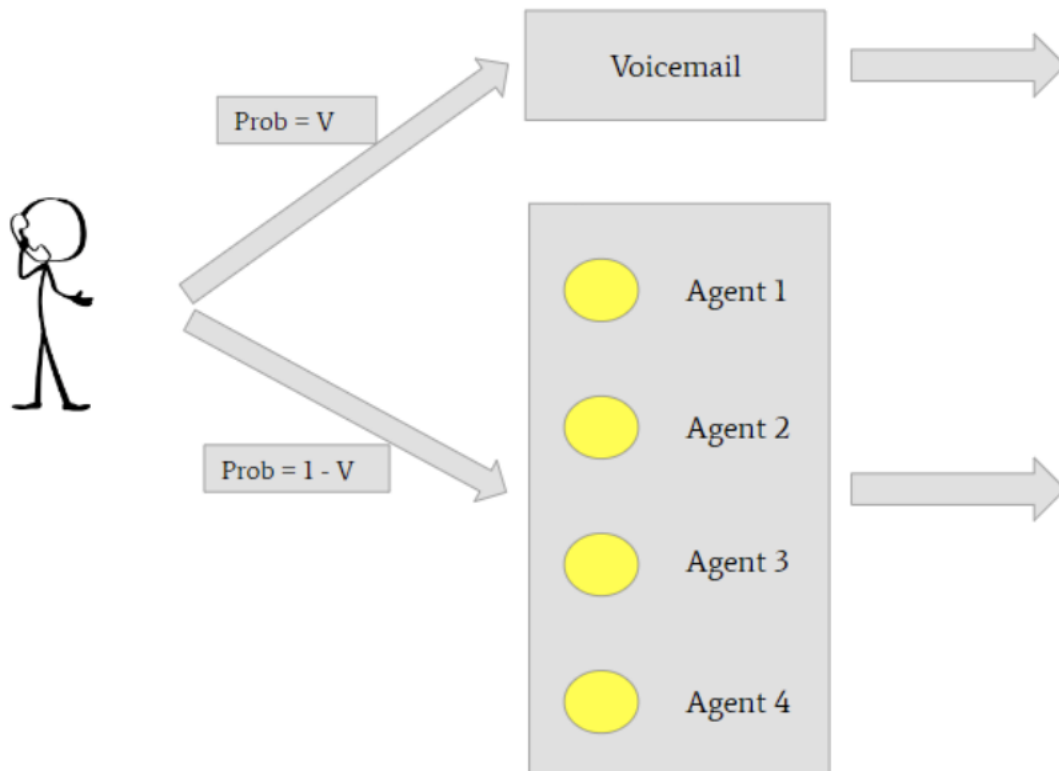 Voicemail
Prob = V
Agent 1
Agent 2
Prob = 1 - V
Agent 3
Agent 4